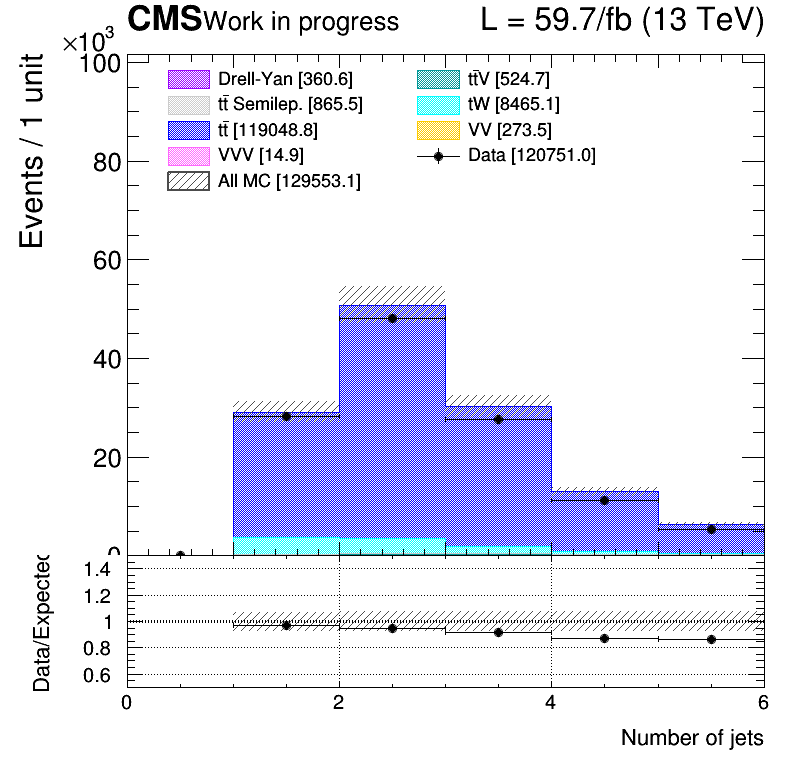 CMS Work in progress L = 59.7/fb (13 TeV)
×10³
Events / 1 unit
100
80
60
40
20
0
Drell-Yan [360.6]
tt̄ Semilep. [865.5]
tt̄ [119048.8]
VVV [14.9]
All MC [129553.1]
tt̄V [524.7]
tW [8465.1]
VV [273.5]
Data [120751.0]
Data/Expected
1.4
1.2
1
0.8
0.6
0 2 4 6
Number of jets